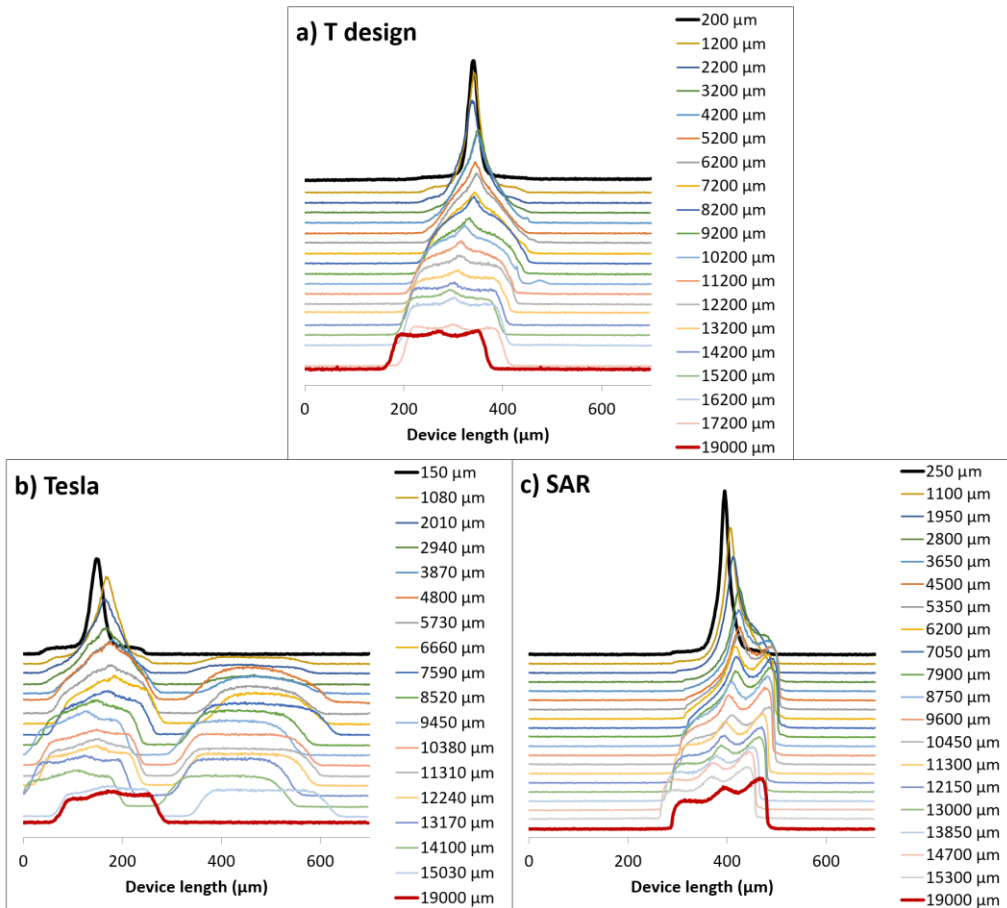 a) T design
200 μm
1200 μm
2200 μm
3200 μm
4200 μm
5200 μm
6200 μm
7200 μm
8200 μm
9200 μm
10200 μm
11200 μm
12200 μm
13200 μm
14200 μm
15200 μm
16200 μm
17200 μm
19000 μm
0 200 400 600
Device length (μm)
b) Tesla
150 μm
1080 μm
2010 μm
2940 μm
3870 μm
4800 μm
5730 μm
6660 μm
7590 μm
8520 μm
9450 μm
10380 μm
11310 μm
12240 μm
13170 μm
14100 μm
15030 μm
19000 μm
0 200 400 600
Device length (μm)
c) SAR
250 μm
1100 μm
1950 μm
2800 μm
3650 μm
4500 μm
5350 μm
6200 μm
7050 μm
7900 μm
8750 μm
9600 μm
10450 μm
11300 μm
12150 μm
13000 μm
13850 μm
14700 μm
15300 μm
19000 μm
0 200 400 600
Device length (μm)